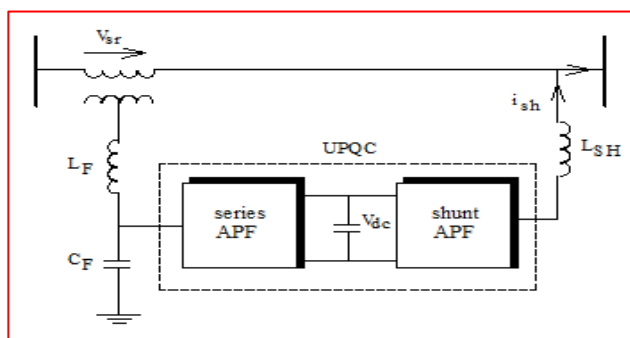 Vsr
ish
LSH
UPQC
LF
series
APF
Vdc
shunt
APF
CF